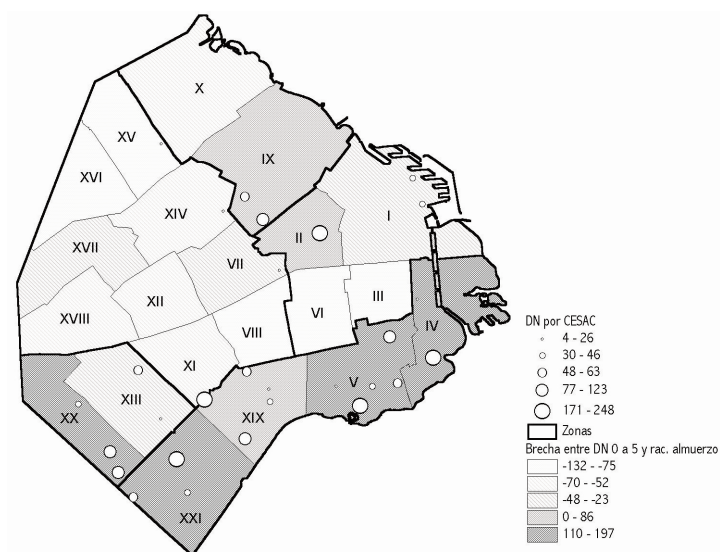 X
XV
IX
XVI
XIV
I
XVII
II
VII
XII
III
XVIII
VI
VIII
IV
XI
V
XX
XIII
XIX
XXI
DN por CESAC
4 - 26
30 - 46
48 - 63
77 - 123
171 - 248
Zonas
Brecha entre DN 0 a 5 y rac. almuerzo
-132 - -75
-70 - -52
-48 - -23
0 - 86
110 - 197